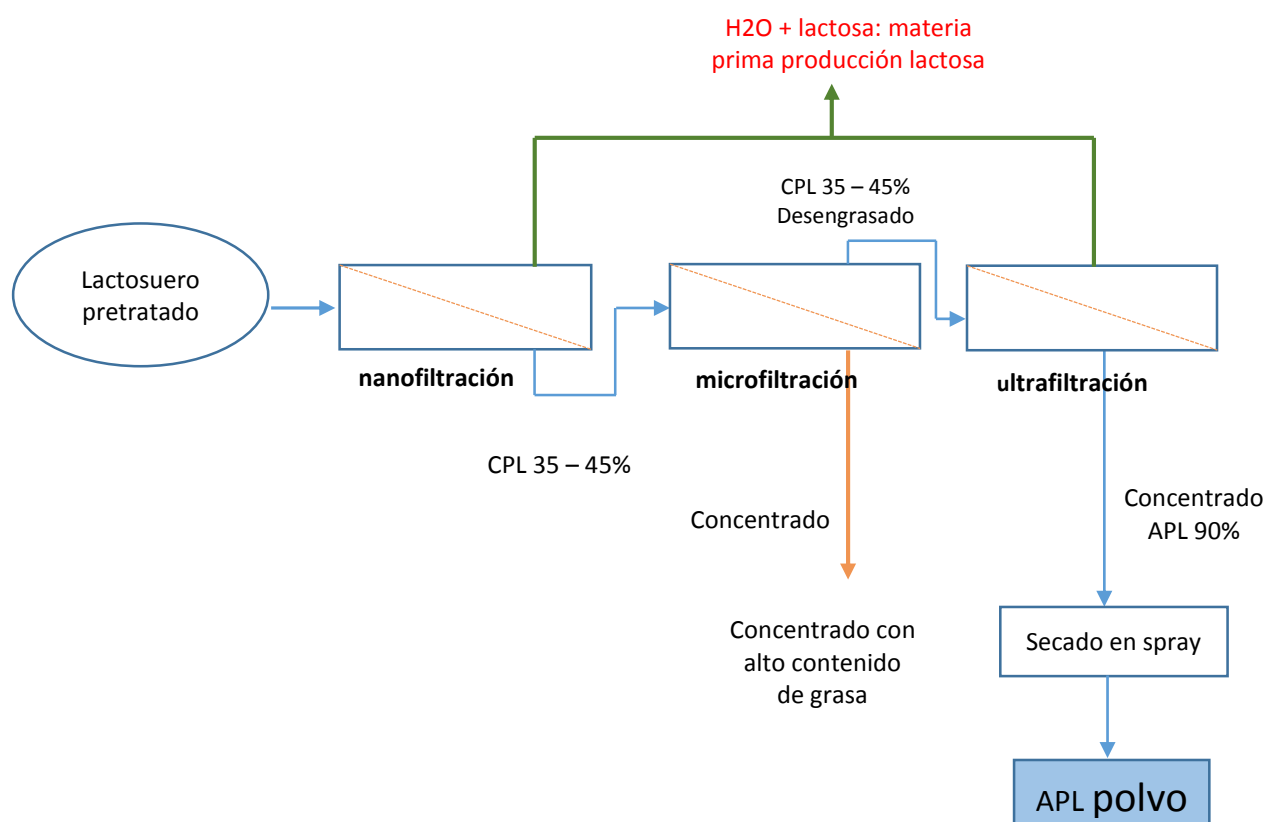 H2O + lactosa: materia
prima producción lactosa
CPL 35 – 45%
Desengrasado
Lactosuero
pretratado
nanofiltración
microfiltración
ultrafiltración
CPL 35 – 45%
Concentrado
Concentrado
APL 90%
Concentrado con
alto contenido
de grasa
Secado en spray
APL polvo